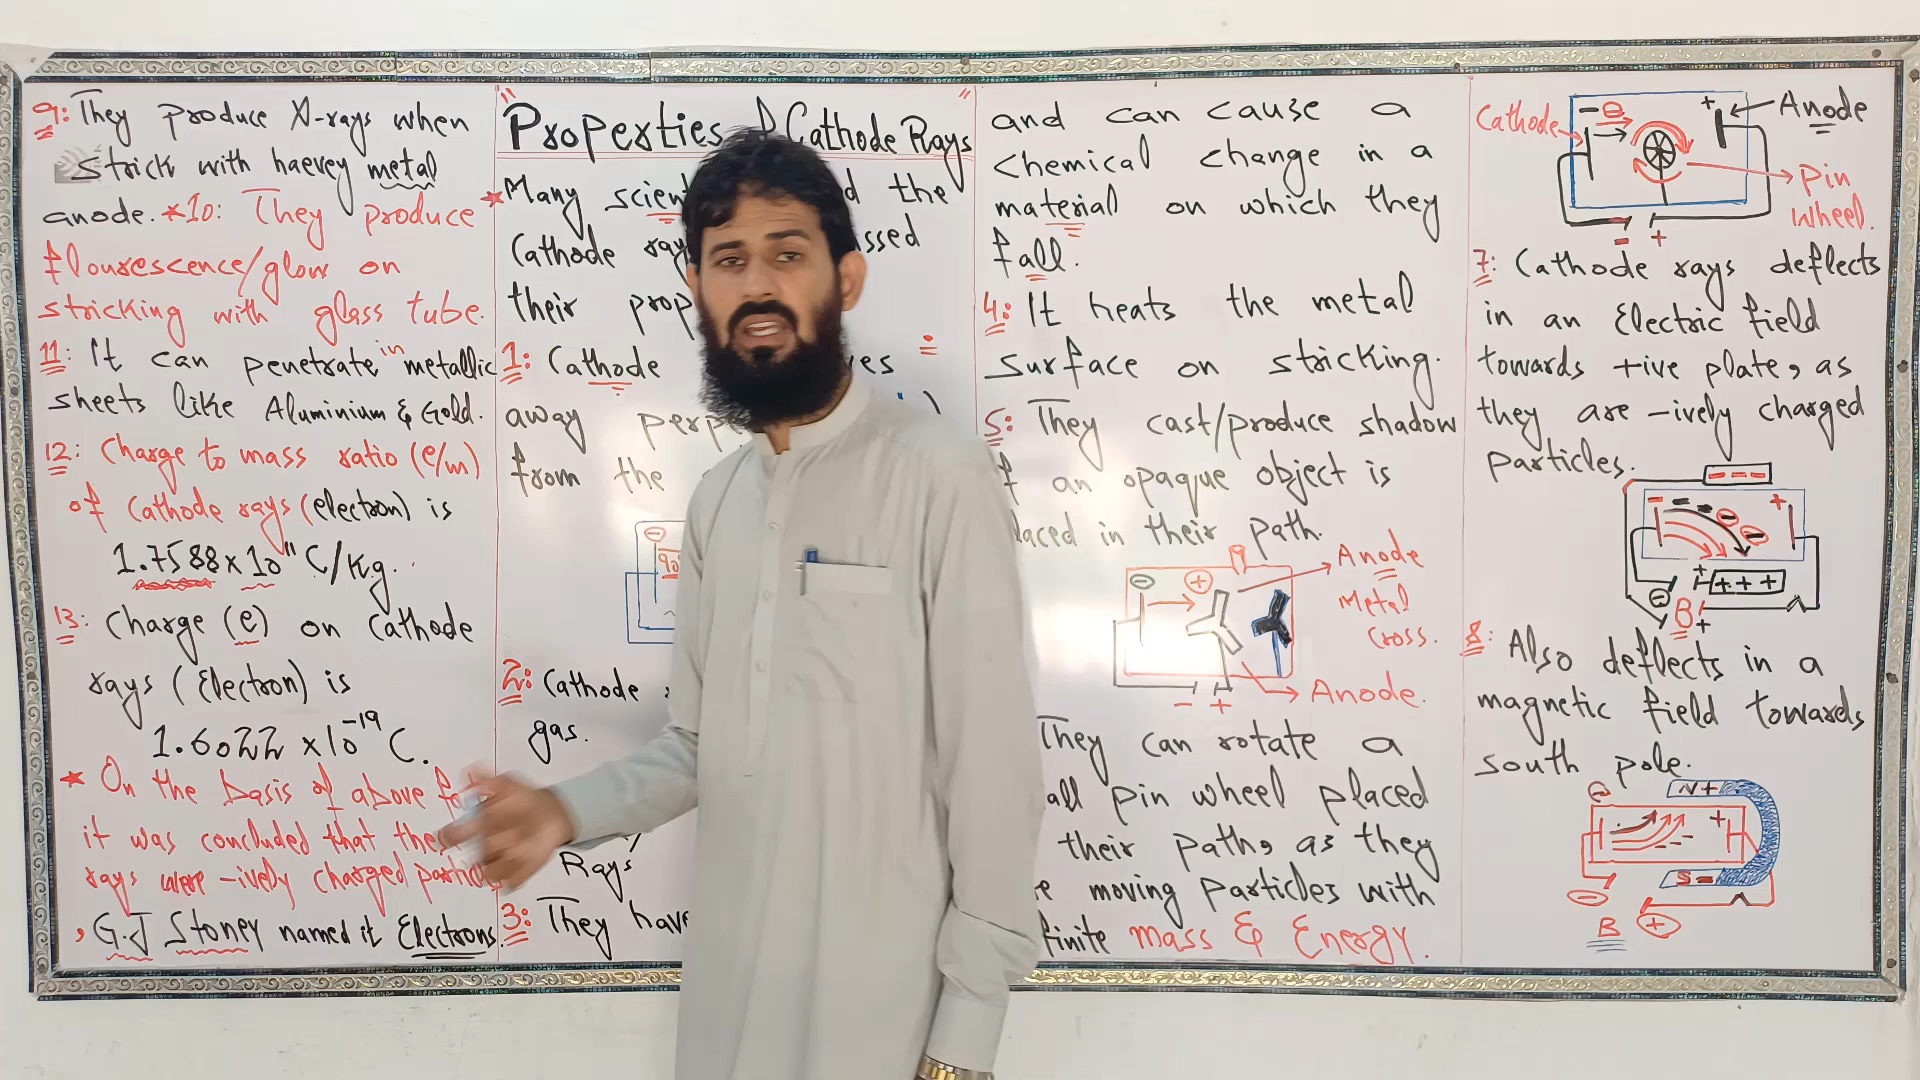 "Properties of Cathode Rays"
* Many the
Cathode
their
1: Cathode
away
from the
⊖
2: Cathode
gas.
Rays
3: They have
and can cause a
chemical change in a
material on which they
fall.
4: It heats the metal
surface on stricking.
5: They cast/produce shadow
an opaque object is
in their path.
⊖ ⊕
Anode
Metal
Cross.
Anode.
- +
They can rotate a
pin wheel placed
their path, as they
moving particles with
mass & Energy.
Cathode - ⊖ + Anode
Pin
Wheel.
- +
7: Cathode rays deflects
in an Electric field
towards +ive plate, as
they are -ively charged
particles.
- - -
- +
+ + +
⊖ B +
8: Also deflects in a
magnetic field towards
south pole.
⊖ N +
+
S -
⊖ B ⊕
9: They produce X-rays when
strick with haevey metal
anode. *10: They produce
flourescence/glow on
stricking with glass tube.
11: It can penetrate in metallic
sheets like Aluminium & Gold.
12: Charge to mass ratio (e/m)
of Cathode rays (electron) is
1.7588 x 10¹¹ C/Kg.
13: Charge (e) on Cathode
rays (Electron) is
1.6022 x 10⁻¹⁹ C.
* On the basis of above
it was concluded that
rays were -ively charged
, G.J Stoney named it Electrons.